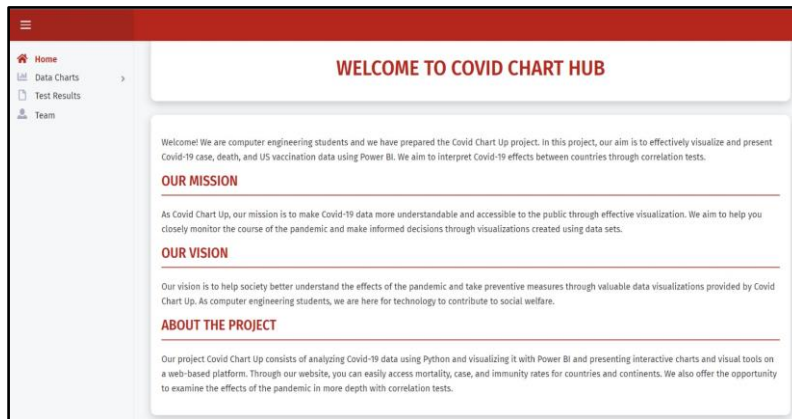 Home
Data Charts
Test Results
Team
WELCOME TO COVID CHART HUB
Welcome! We are computer engineering students and we have prepared the Covid Chart Up project. In this project, our aim is to effectively visualize and present
Covid-19 case, death, and US vaccination data using Power BI. We aim to interpret Covid-19 effects between countries through correlation tests.
OUR MISSION
As Covid Chart Up, our mission is to make Covid-19 data more understandable and accessible to the public through effective visualization. We aim to help you
closely monitor the course of the pandemic and make informed decisions through visualizations created using data sets.
OUR VISION
Our vision is to help society better understand the effects of the pandemic and take preventive measures through valuable data visualizations provided by Covid
Chart Up. As computer engineering students, we are here for technology to contribute to social welfare.
ABOUT THE PROJECT
Our project Covid Chart Up consists of analyzing Covid-19 data using Python and visualizing it with Power BI and presenting interactive charts and visual tools on
a web-based platform. Through our website, you can easily access mortality, case, and immunity rates for countries and continents. We also offer the opportunity
to examine the effects of the pandemic in more depth with correlation tests.